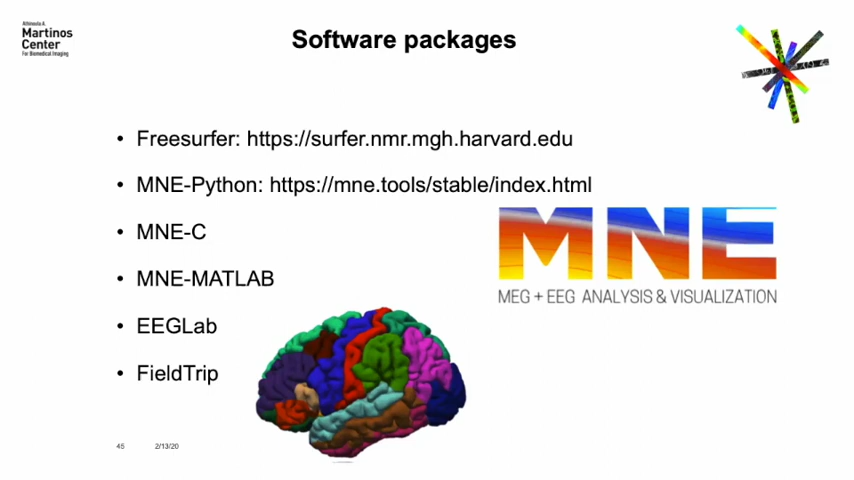 Athinoula A.
Martinos
Center
For Biomedical Imaging
Software packages
• Freesurfer: https://surfer.nmr.mgh.harvard.edu
• MNE-Python: https://mne.tools/stable/index.html
• MNE-C
• MNE-MATLAB
• EEGLab
• FieldTrip
MNE
MEG + EEG ANALYSIS & VISUALIZATION
45 2/13/20